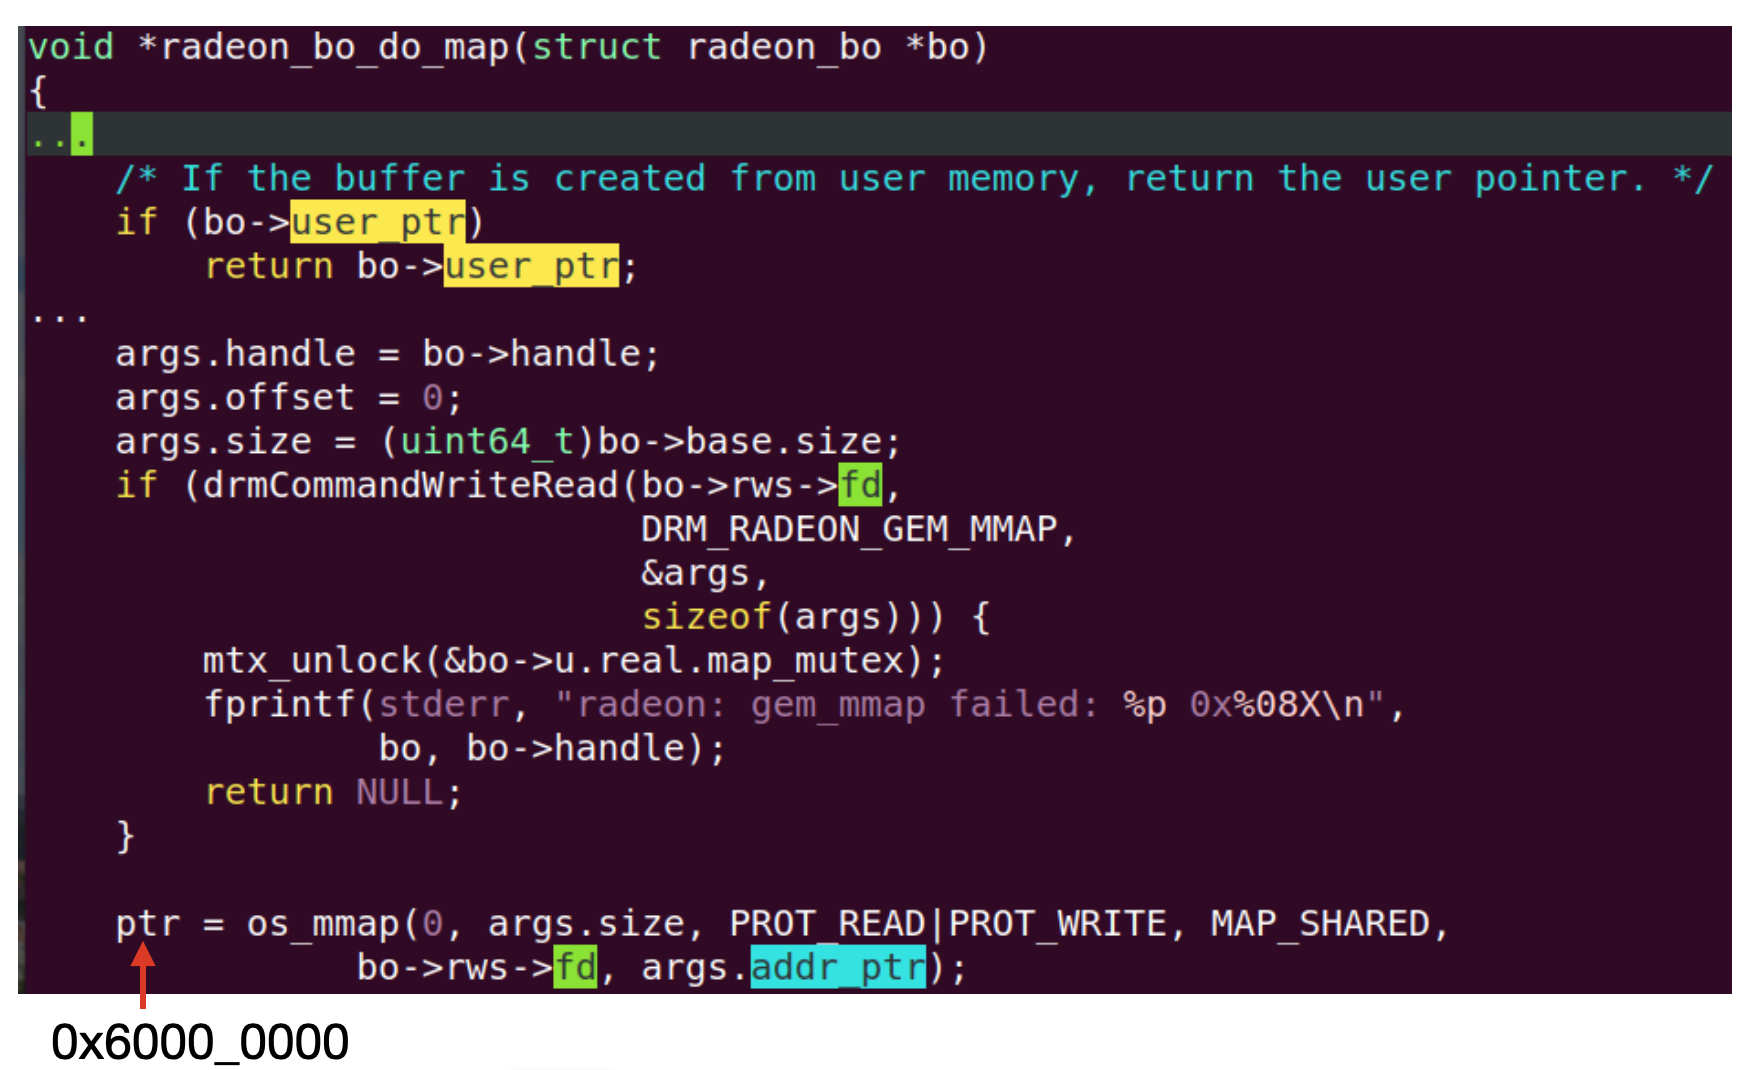 void *radeon_bo_do_map(struct radeon_bo *bo)
{
...
    /* If the buffer is created from user memory, return the user pointer. */
    if (bo->user_ptr)
        return bo->user_ptr;
...
    args.handle = bo->handle;
    args.offset = 0;
    args.size = (uint64_t)bo->base.size;
    if (drmCommandWriteRead(bo->rws->fd,
                            DRM_RADEON_GEM_MMAP,
                            &args,
                            sizeof(args))) {
        mtx_unlock(&bo->u.real.map_mutex);
        fprintf(stderr, "radeon: gem_mmap failed: %p 0x%08X\n",
                bo, bo->handle);
        return NULL;
    }
    ptr = os_mmap(0, args.size, PROT_READ|PROT_WRITE, MAP_SHARED,
               bo->rws->fd, args.addr_ptr);
0x6000_0000